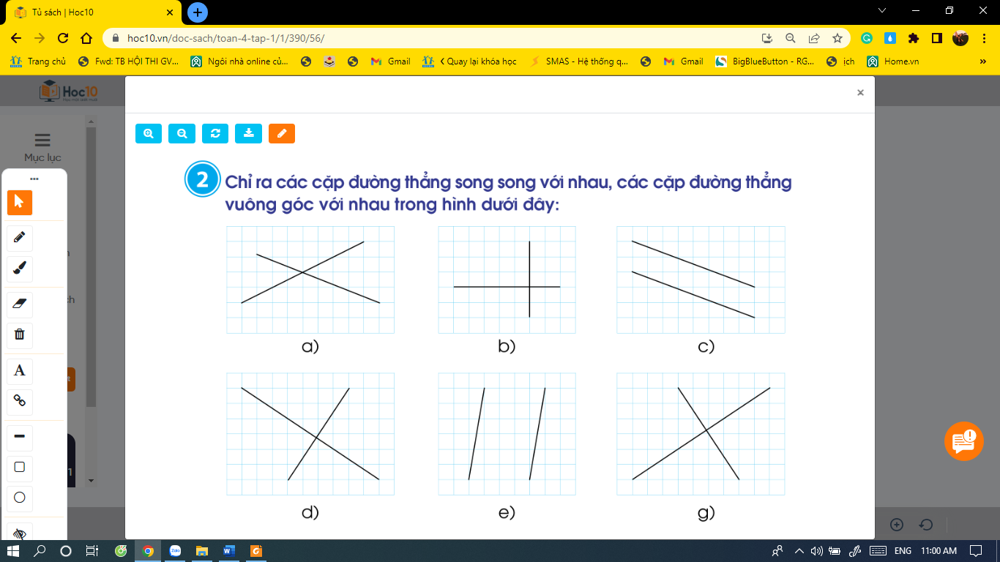 Tủ sách | Hoc10
hoc10.vn/doc-sach/toan-4-tap-1/1/390/56/
Trang chủ
Fwd: TB HỘI THI GV...
Ngôi nhà online củ...
Gmail
Quay lại khóa học
SMAS - Hệ thống q...
Gmail
BigBlueButton - RG...
ịch
Home.vn
Hoc10
Mục lục
2 Chỉ ra các cặp đường thẳng song song với nhau, các cặp đường thẳng
vuông góc với nhau trong hình dưới đây:
a)
b)
c)
d)
e)
g)
A
Zalo
ENG
11:00 AM